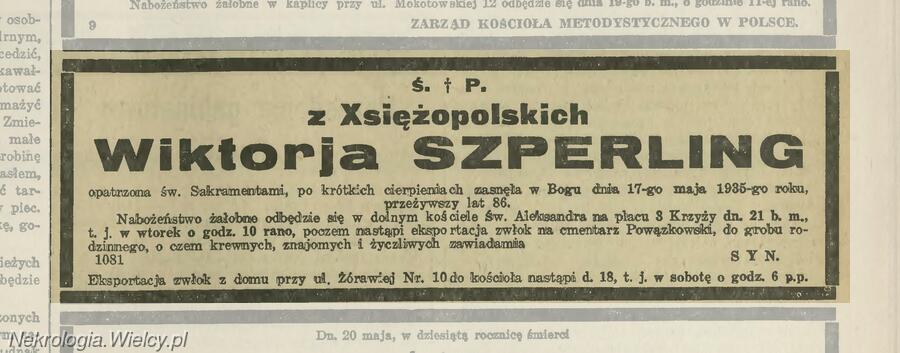 Nabożeństwo żałobne w kaplicy przy ul. Mokotowskiej 12 odbędzie się dnia 19-go b. m., o godzinie 11-ej rano.
9 ZARZĄD KOŚCIOŁA METODYSTYCZNEGO W POLSCE.
Ś. † P.
z Xsiężopolskich
Wiktorja SZPERLING
opatrzona św. Sakramentami, po krótkich cierpieniach zasnęła w Bogu dnia 17-go maja 1935-go roku,
przeżywszy lat 86.
Nabożeństwo żałobne odbędzie się w dolnym kościele Św. Aleksandra na placu 3 Krzyży dn. 21 b. m.,
t. j. w wtorek o godz. 10 rano, poczem nastąpi eksportacja zwłok na cmentarz Powązkowski, do grobu ro-
dzinnego, o czem krewnych, znajomych i życzliwych zawiadamia
1081 SYN.
Eksportacja zwłok z domu przy ul. Żórawiej Nr. 10 do kościoła nastąpi d. 18, t. j. w sobotę o godz. 6 p.p.
Dn. 20 maja, w dziesiątą rocznicę śmierci
Nekrologia.Wielcy.pl